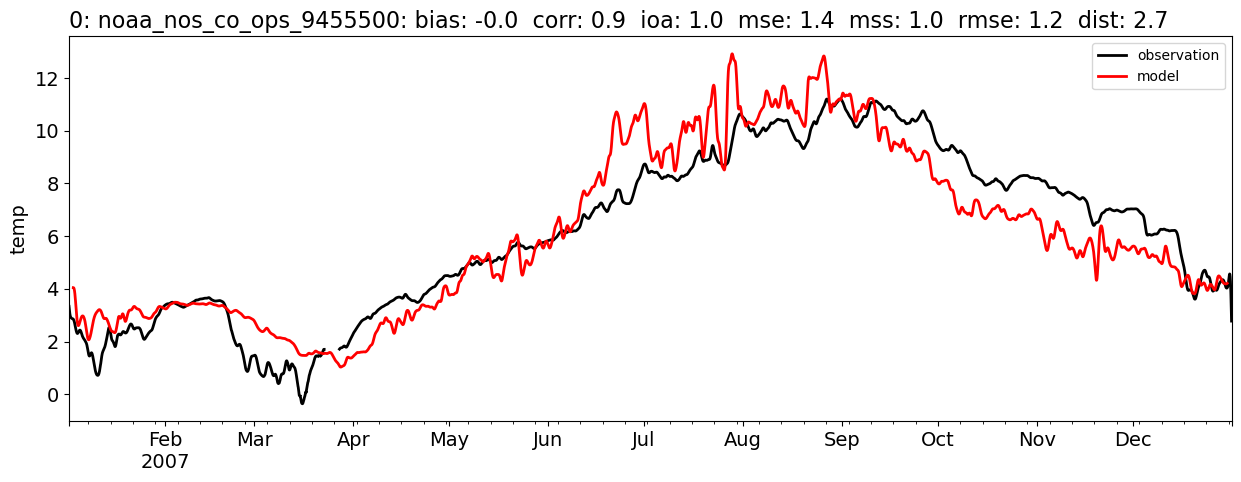 0: noaa_nos_co_ops_9455500: bias: -0.0  corr: 0.9  ioa: 1.0  mse: 1.4  mss: 1.0  rmse: 1.2  dist: 2.7
observation
model
12
10
8
6
4
2
0
temp
Feb Mar Apr May Jun Jul Aug Sep Oct Nov Dec
2007